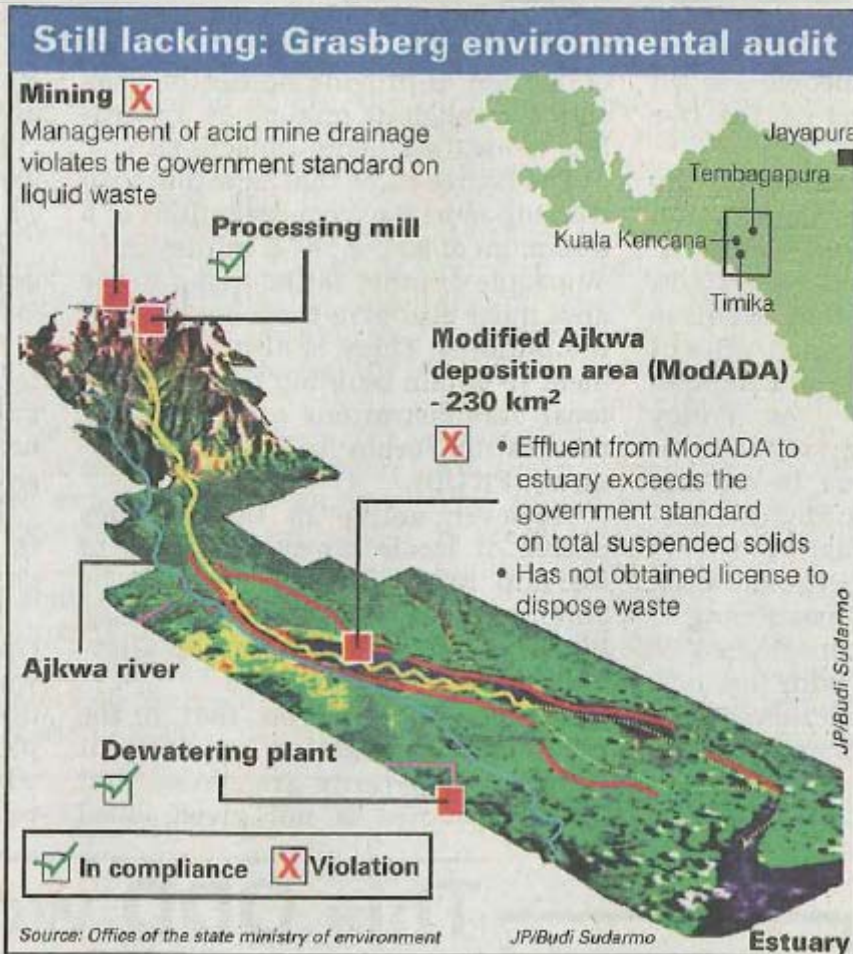 Still lacking: Grasberg environmental audit
Mining X
Management of acid mine drainage
violates the government standard on
liquid waste
Processing mill
Jayapura
Tembagapura
Kuala Kencana
Timika
Modified Ajkwa
deposition area (ModADA)
- 230 km²
X
• Effluent from ModADA to
estuary exceeds the
government standard
on total suspended solids
• Has not obtained license to
dispose waste
JP/Budi Sudarmo
Ajkwa river
Dewatering plant
In compliance X Violation
Source: Office of the state ministry of environment
JP/Budi Sudarmo
Estuary